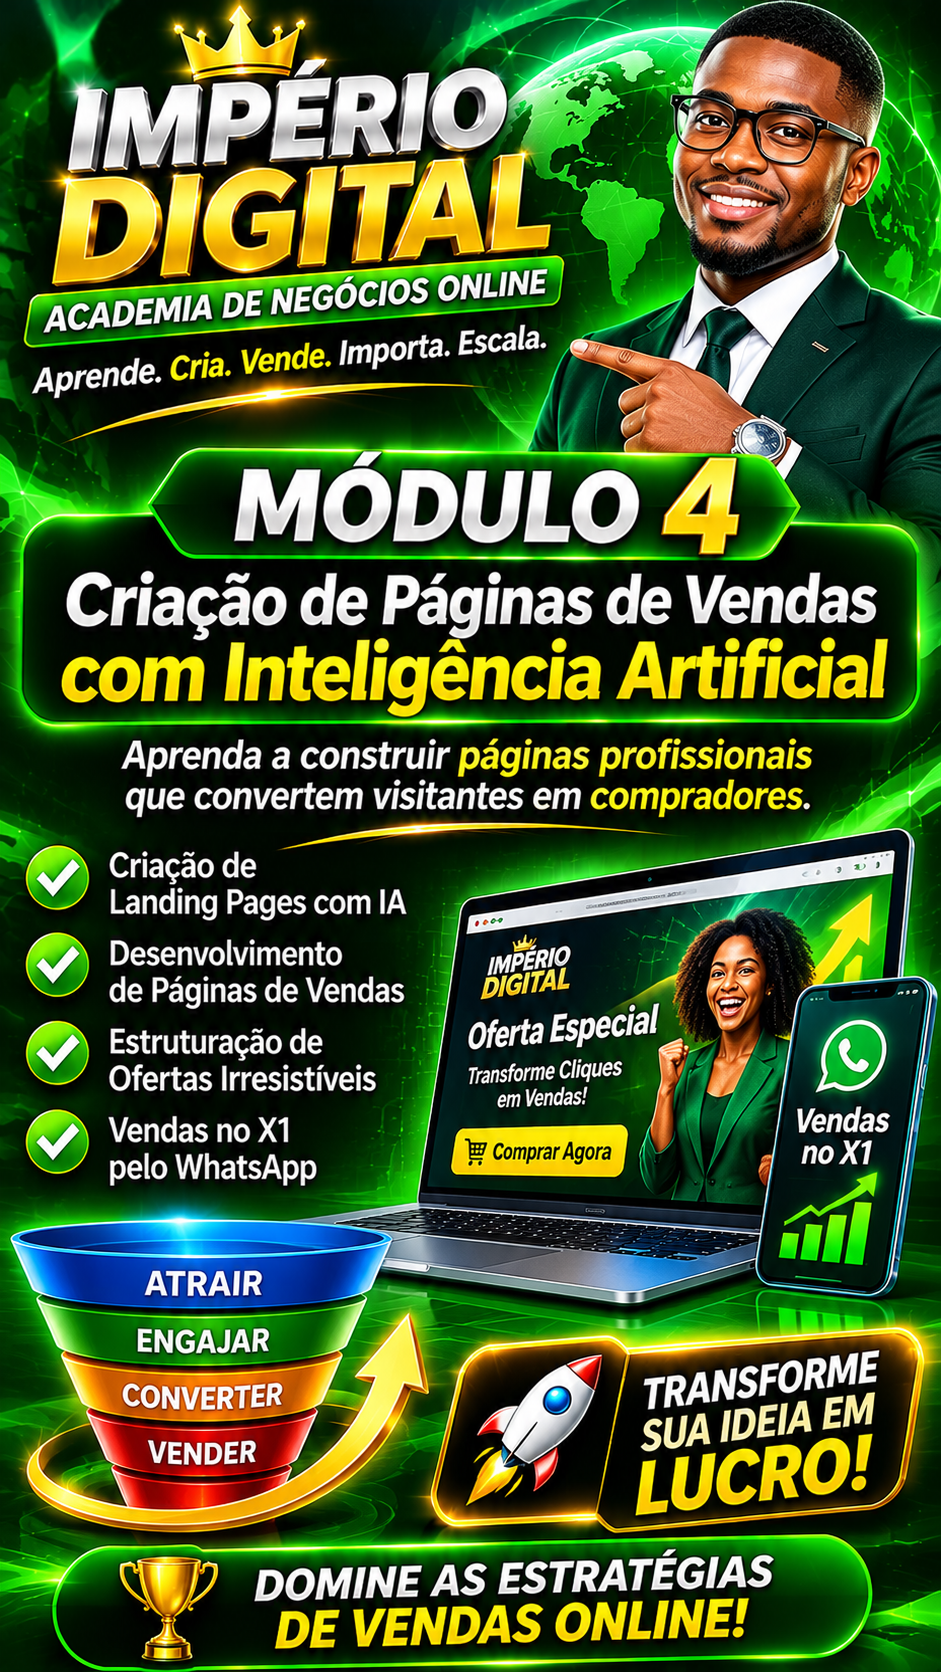 IMPÉRIO
DIGITAL
ACADEMIA DE NEGÓCIOS ONLINE
Aprende. Cria. Vende. Importa. Escala.
MÓDULO 4
Criação de Páginas de Vendas
com Inteligência Artificial
Aprenda a construir páginas profissionais
que convertem visitantes em compradores.
Criação de
Landing Pages com IA
Desenvolvimento
de Páginas de Vendas
Estruturação de
Ofertas Irresistíveis
Vendas no X1
pelo WhatsApp
IMPÉRIO
DIGITAL
Oferta Especial
Transforme Cliques
em Vendas!
Comprar Agora
Vendas
no X1
ATRAIR
ENGAJAR
CONVERTER
VENDER
TRANSFORME
SUA IDEIA EM
LUCRO!
DOMINE AS ESTRATÉGIAS
DE VENDAS ONLINE!